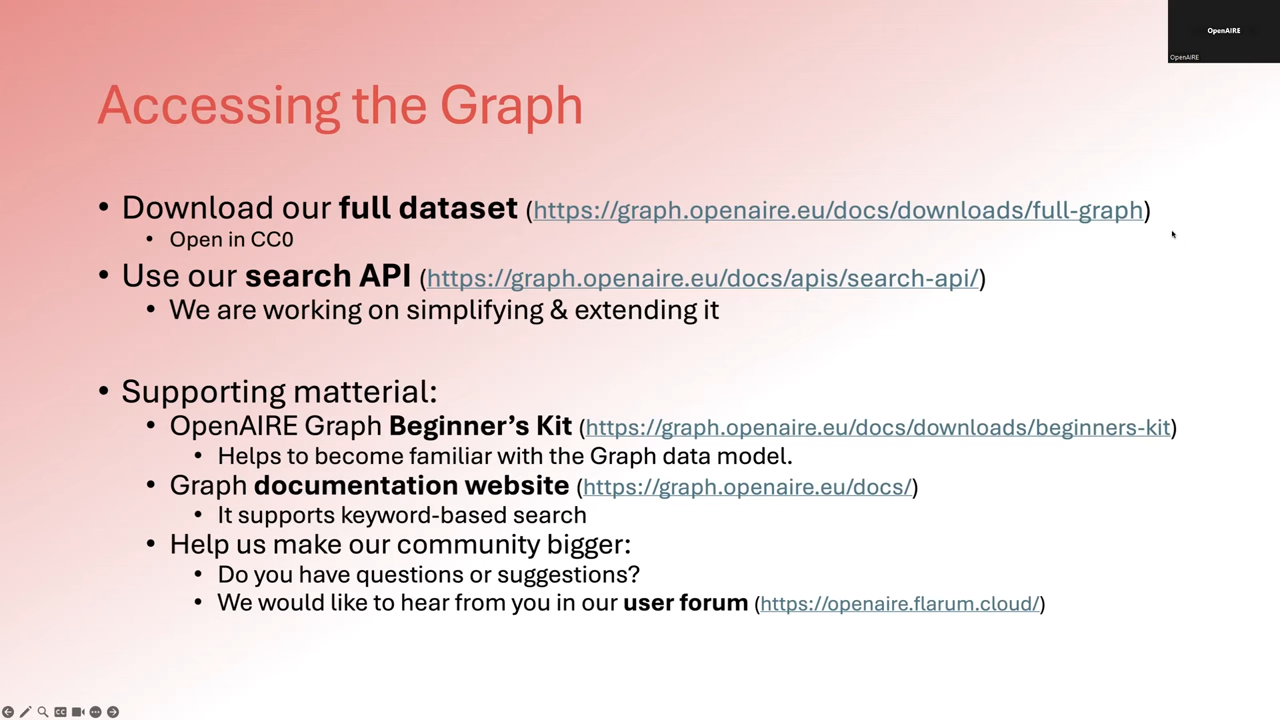 OpenAIRE
OpenAIRE
Accessing the Graph
• Download our full dataset (https://graph.openaire.eu/docs/downloads/full-graph)
• Open in CC0
• Use our search API (https://graph.openaire.eu/docs/apis/search-api/)
• We are working on simplifying & extending it
• Supporting matterial:
• OpenAIRE Graph Beginner’s Kit (https://graph.openaire.eu/docs/downloads/beginners-kit)
• Helps to become familiar with the Graph data model.
• Graph documentation website (https://graph.openaire.eu/docs/)
• It supports keyword-based search
• Help us make our community bigger:
• Do you have questions or suggestions?
• We would like to hear from you in our user forum (https://openaire.flarum.cloud/)
CC